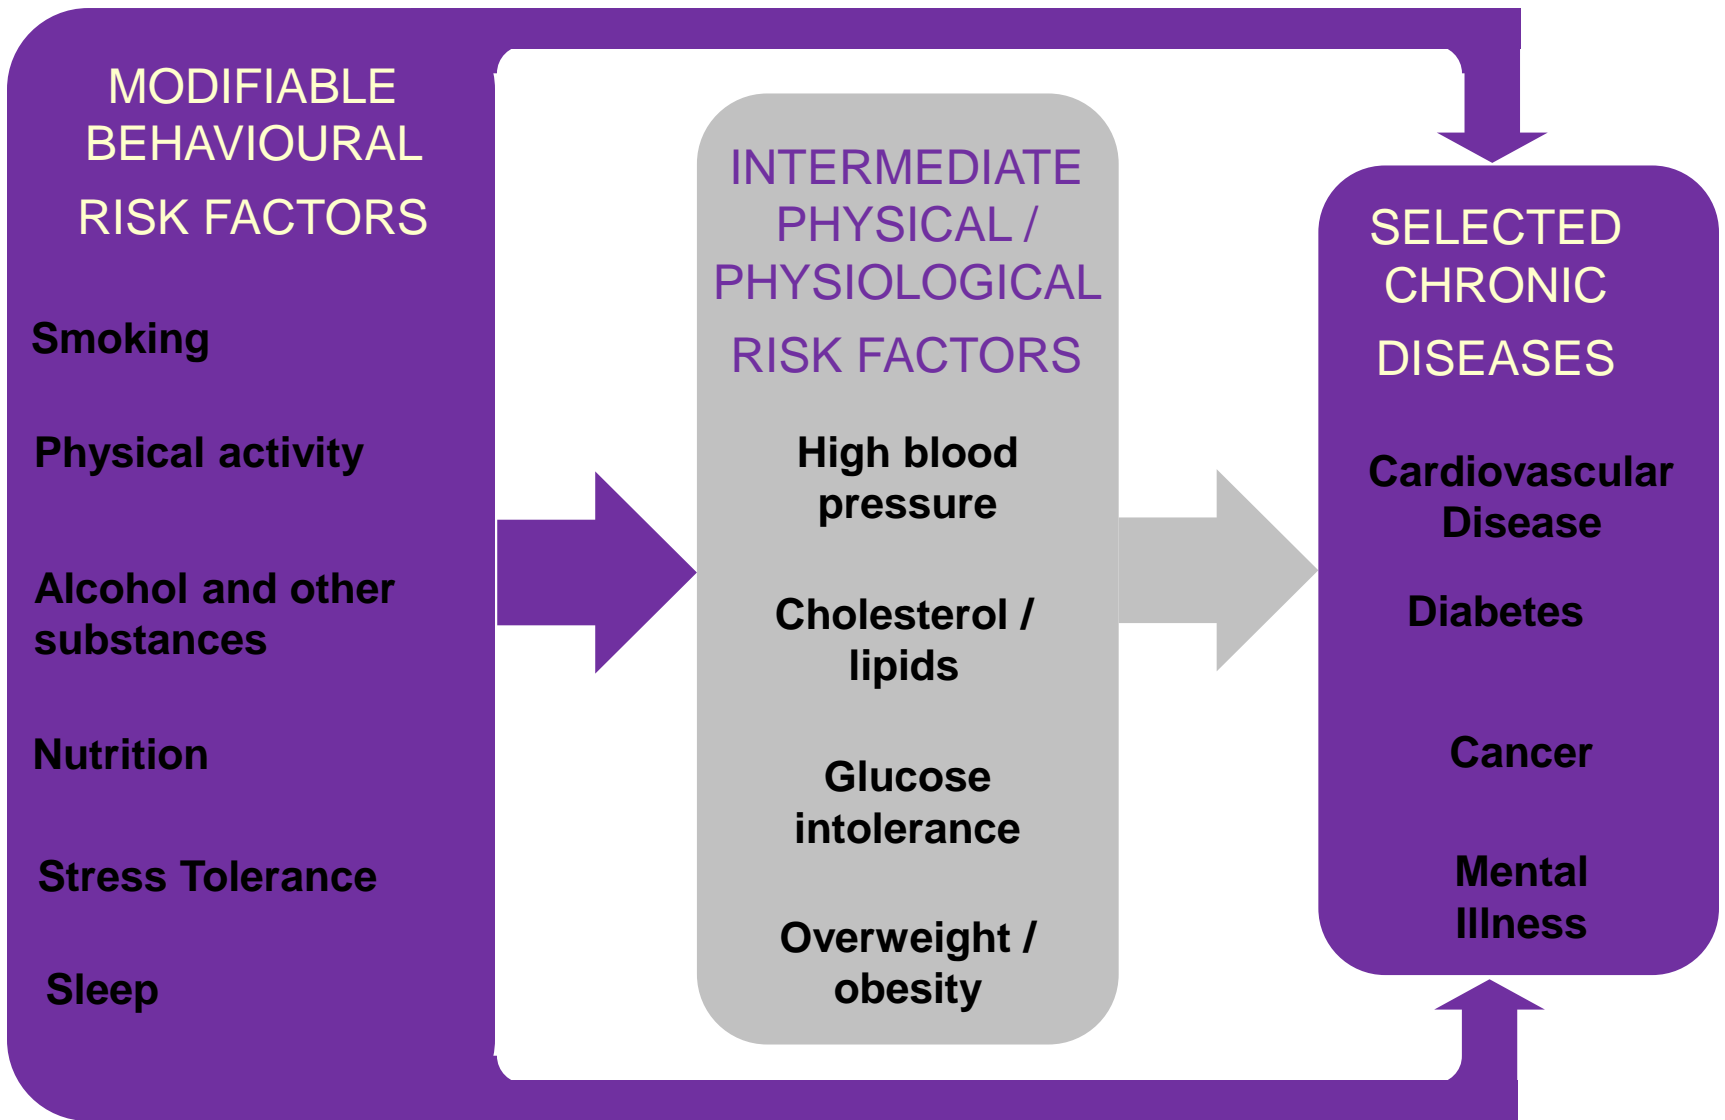 MODIFIABLE
BEHAVIOURAL
RISK FACTORS
Smoking
Physical activity
Alcohol and other
substances
Nutrition
Stress Tolerance
Sleep
INTERMEDIATE
PHYSICAL /
PHYSIOLOGICAL
RISK FACTORS
High blood
pressure
Cholesterol /
lipids
Glucose
intolerance
Overweight /
obesity
SELECTED
CHRONIC
DISEASES
Cardiovascular
Disease
Diabetes
Cancer
Mental
Illness